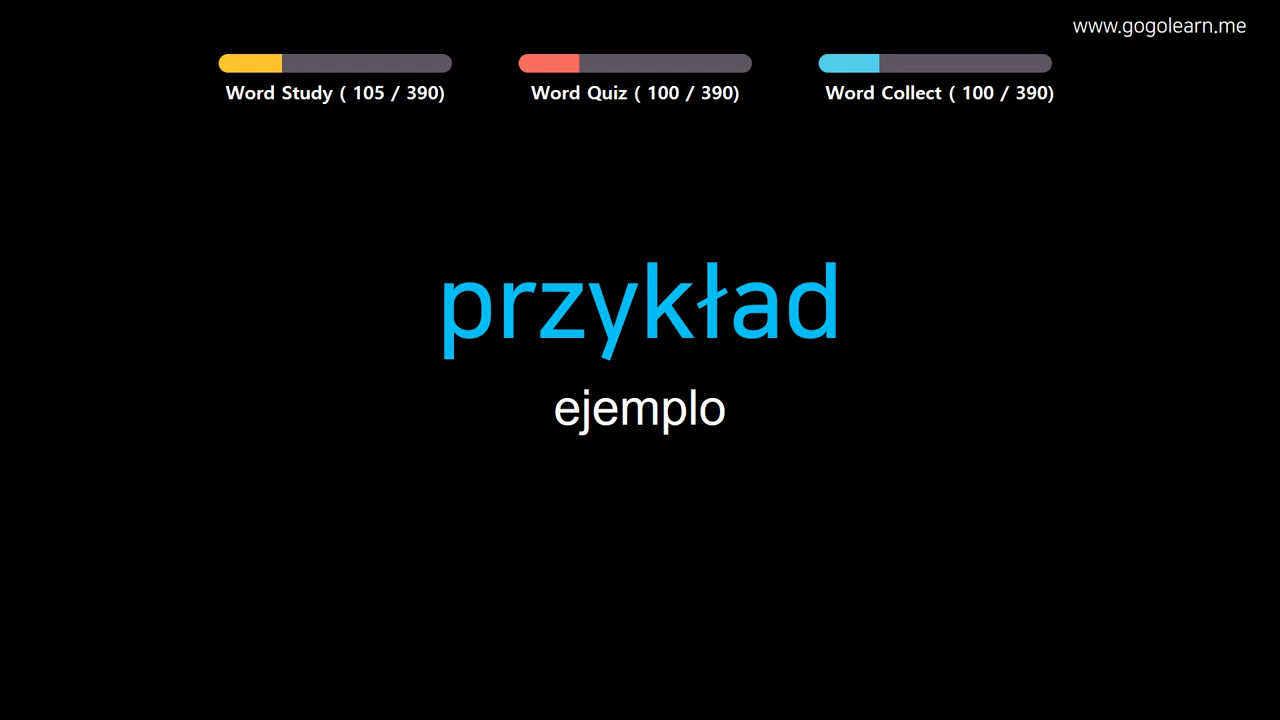 www.gogolearn.me
Word Study ( 105 / 390)
Word Quiz ( 100 / 390)
Word Collect ( 100 / 390)
przykład
ejemplo